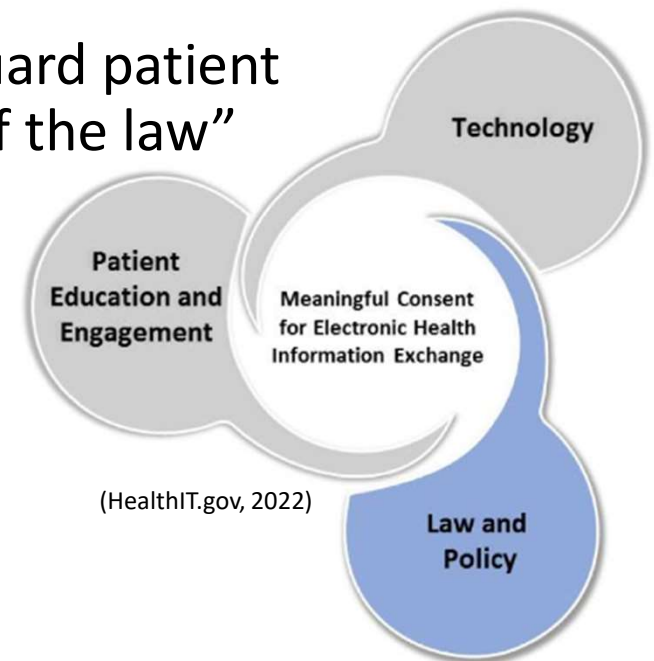 uard patient
f the law”
Technology
Patient
Education and
Engagement
Meaningful Consent
for Electronic Health
Information Exchange
(HealthIT.gov, 2022)
Law and
Policy